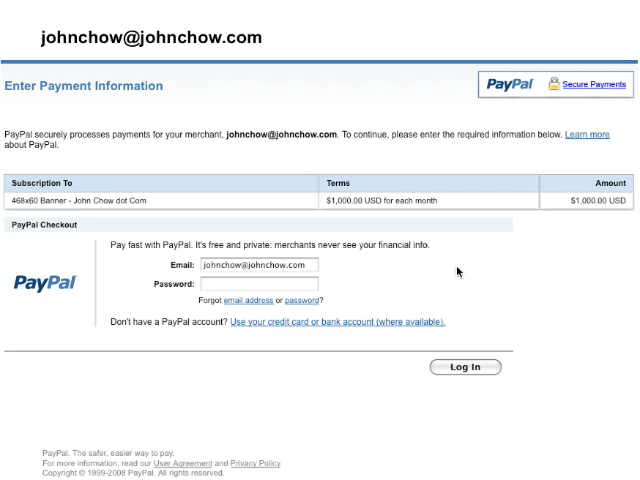 johnchow@johnchow.com
Enter Payment Information
PayPal Secure Payments
PayPal securely processes payments for your merchant, johnchow@johnchow.com. To continue, please enter the required information below. Learn more
about PayPal.
Subscription To Terms Amount
468x60 Banner - John Chow dot Com $1,000.00 USD for each month $1,000.00 USD
PayPal Checkout
Pay fast with PayPal. It's free and private: merchants never see your financial info.
Email: johnchow@johnchow.com
PayPal
Password:
Forgot email address or password?
Don't have a PayPal account? Use your credit card or bank account (where available).
Log In
PayPal. The safer, easier way to pay.
For more information, read our User Agreement and Privacy Policy.
Copyright © 1999-2008 PayPal. All rights reserved.